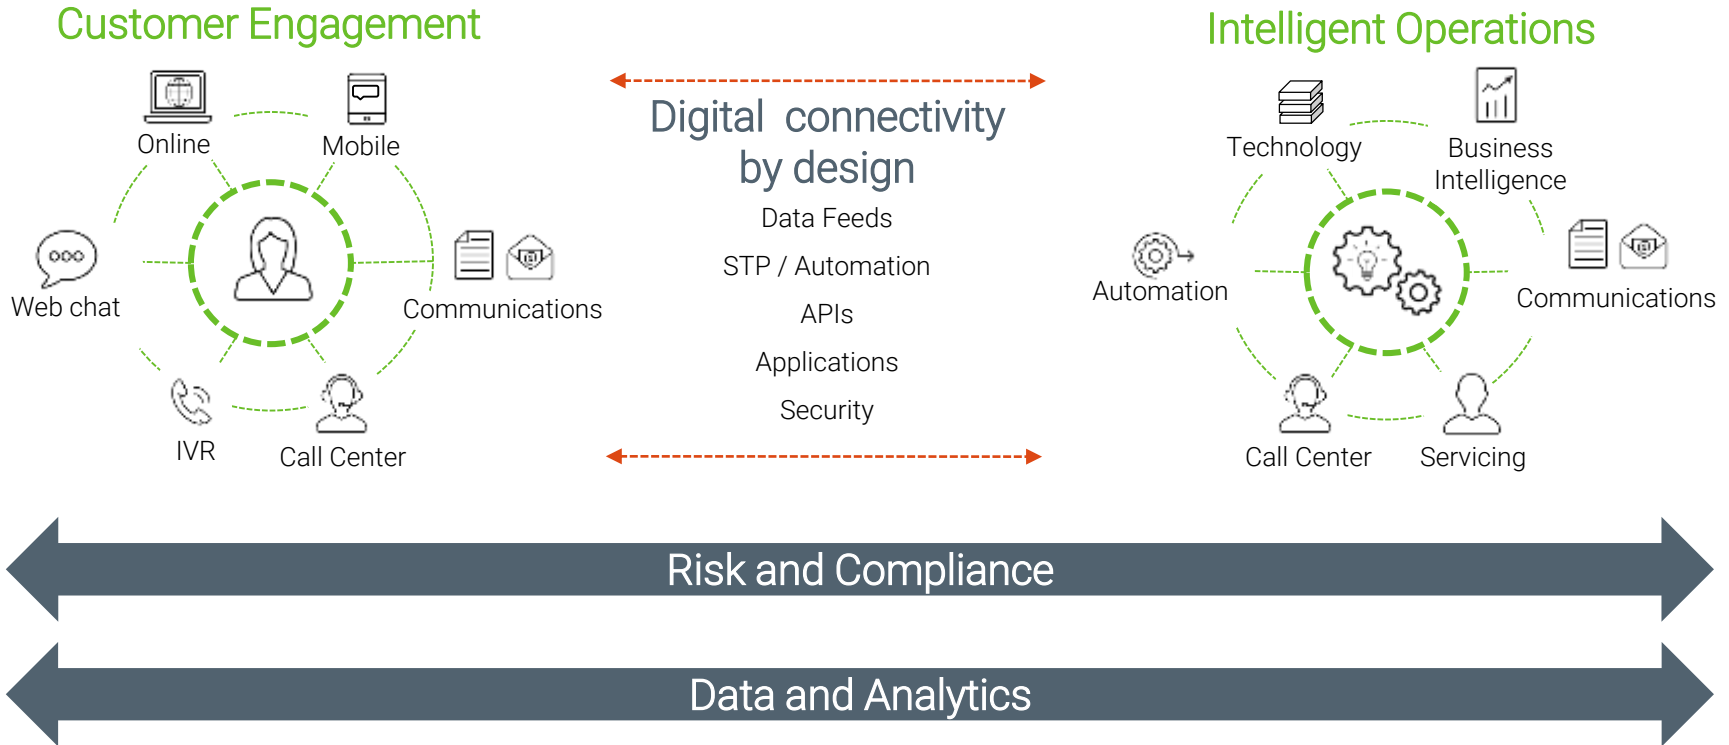 Customer Engagement
Online
Mobile
Web chat
Communications
IVR
Call Center
Digital connectivity
by design
Data Feeds
STP / Automation
APIs
Applications
Security
Intelligent Operations
Technology
Business
Intelligence
Automation
Communications
Call Center
Servicing
Risk and Compliance
Data and Analytics